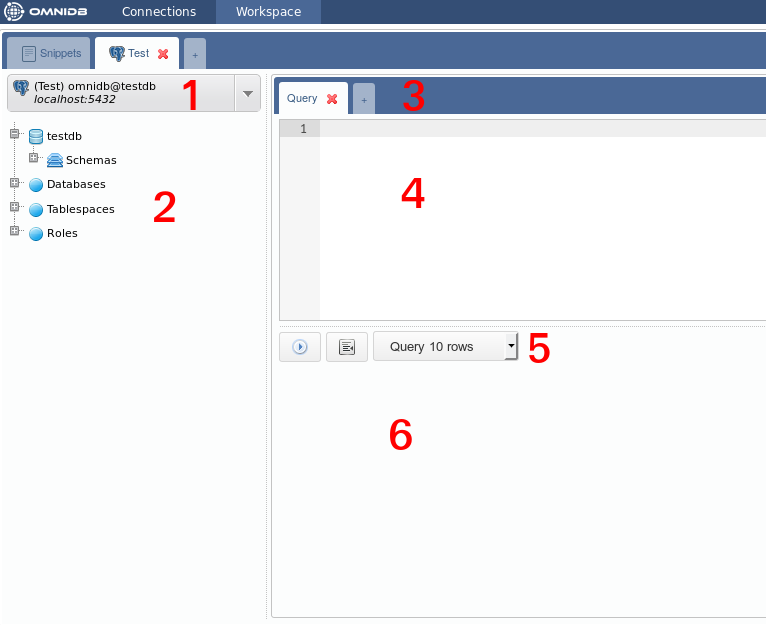 OMNIDB Connections Workspace
Snippets Test +
(Test) omnidb@testdb
localhost:5432
1
Query + 3
1
testdb
Schemas
Databases
Tablespaces
Roles
2
4
Query 10 rows 5
6